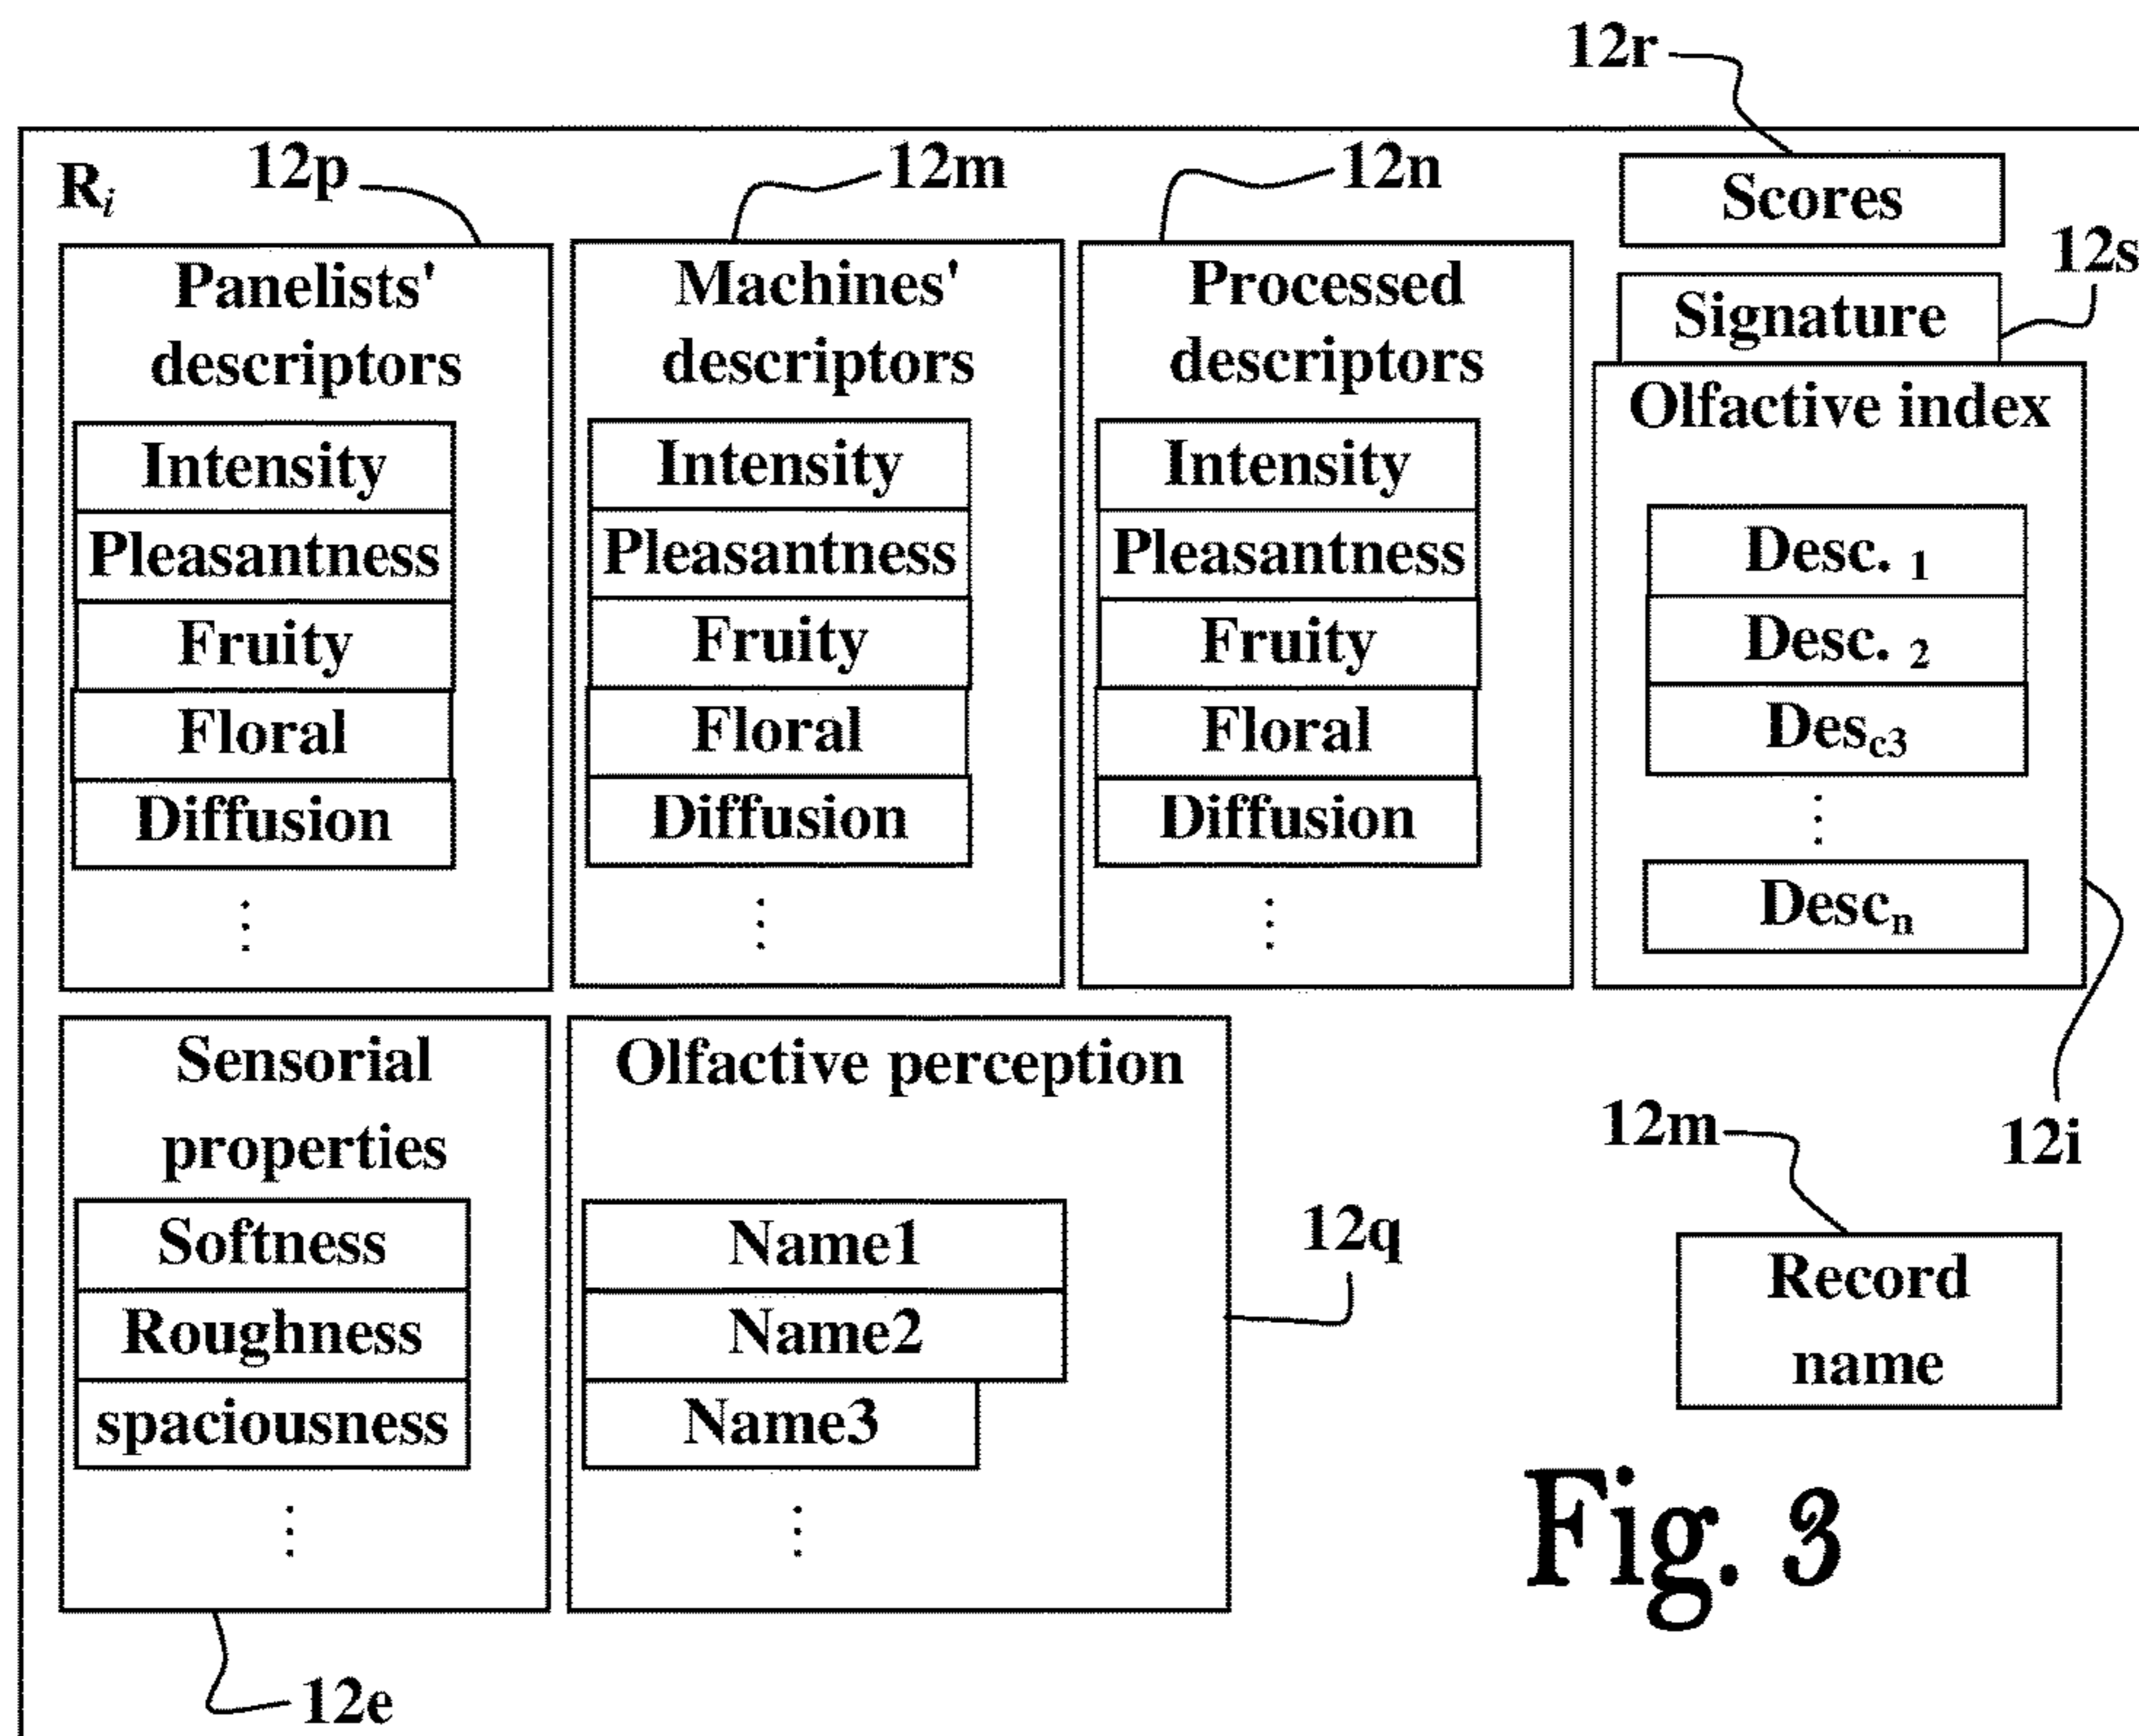 12r
R_i
12p
12m
12n
Scores
12s
Signature
Panelists'
descriptors
Intensity
Pleasantness
Fruity
Floral
Diffusion
⋮
Machines'
descriptors
Intensity
Pleasantness
Fruity
Floral
Diffusion
⋮
Processed
descriptors
Intensity
Pleasantness
Fruity
Floral
Diffusion
⋮
Olfactive index
Desc. 1
Desc. 2
Desc3
⋮
Descn
12i
Sensorial
properties
Softness
Roughness
spaciousness
⋮
12e
Olfactive perception
Name1
Name2
Name3
⋮
12q
12m
Record
name
Fig. 3